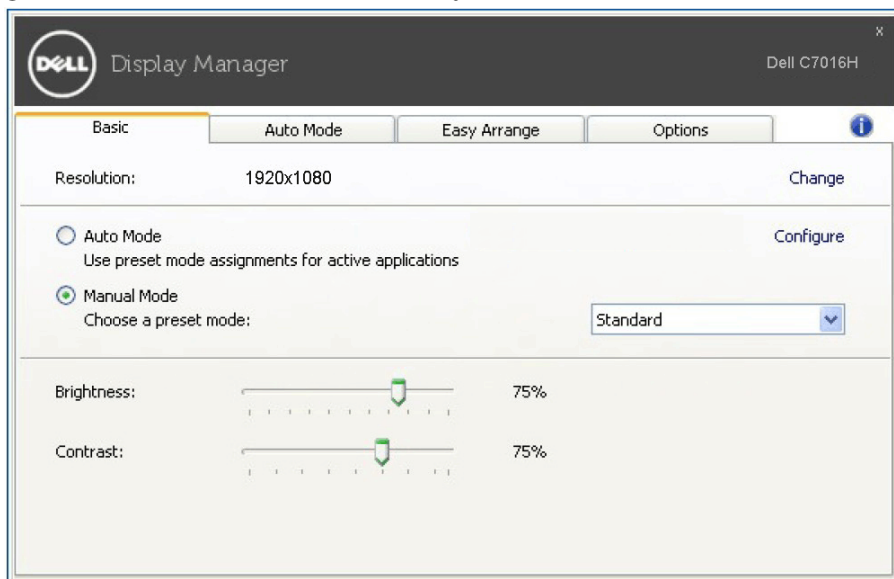 DELL Display Manager
x
Dell C7016H
Basic Auto Mode Easy Arrange Options i
Resolution: 1920x1080 Change
Auto Mode Configure
Use preset mode assignments for active applications
Manual Mode
Choose a preset mode: Standard
Brightness: 75%
Contrast: 75%